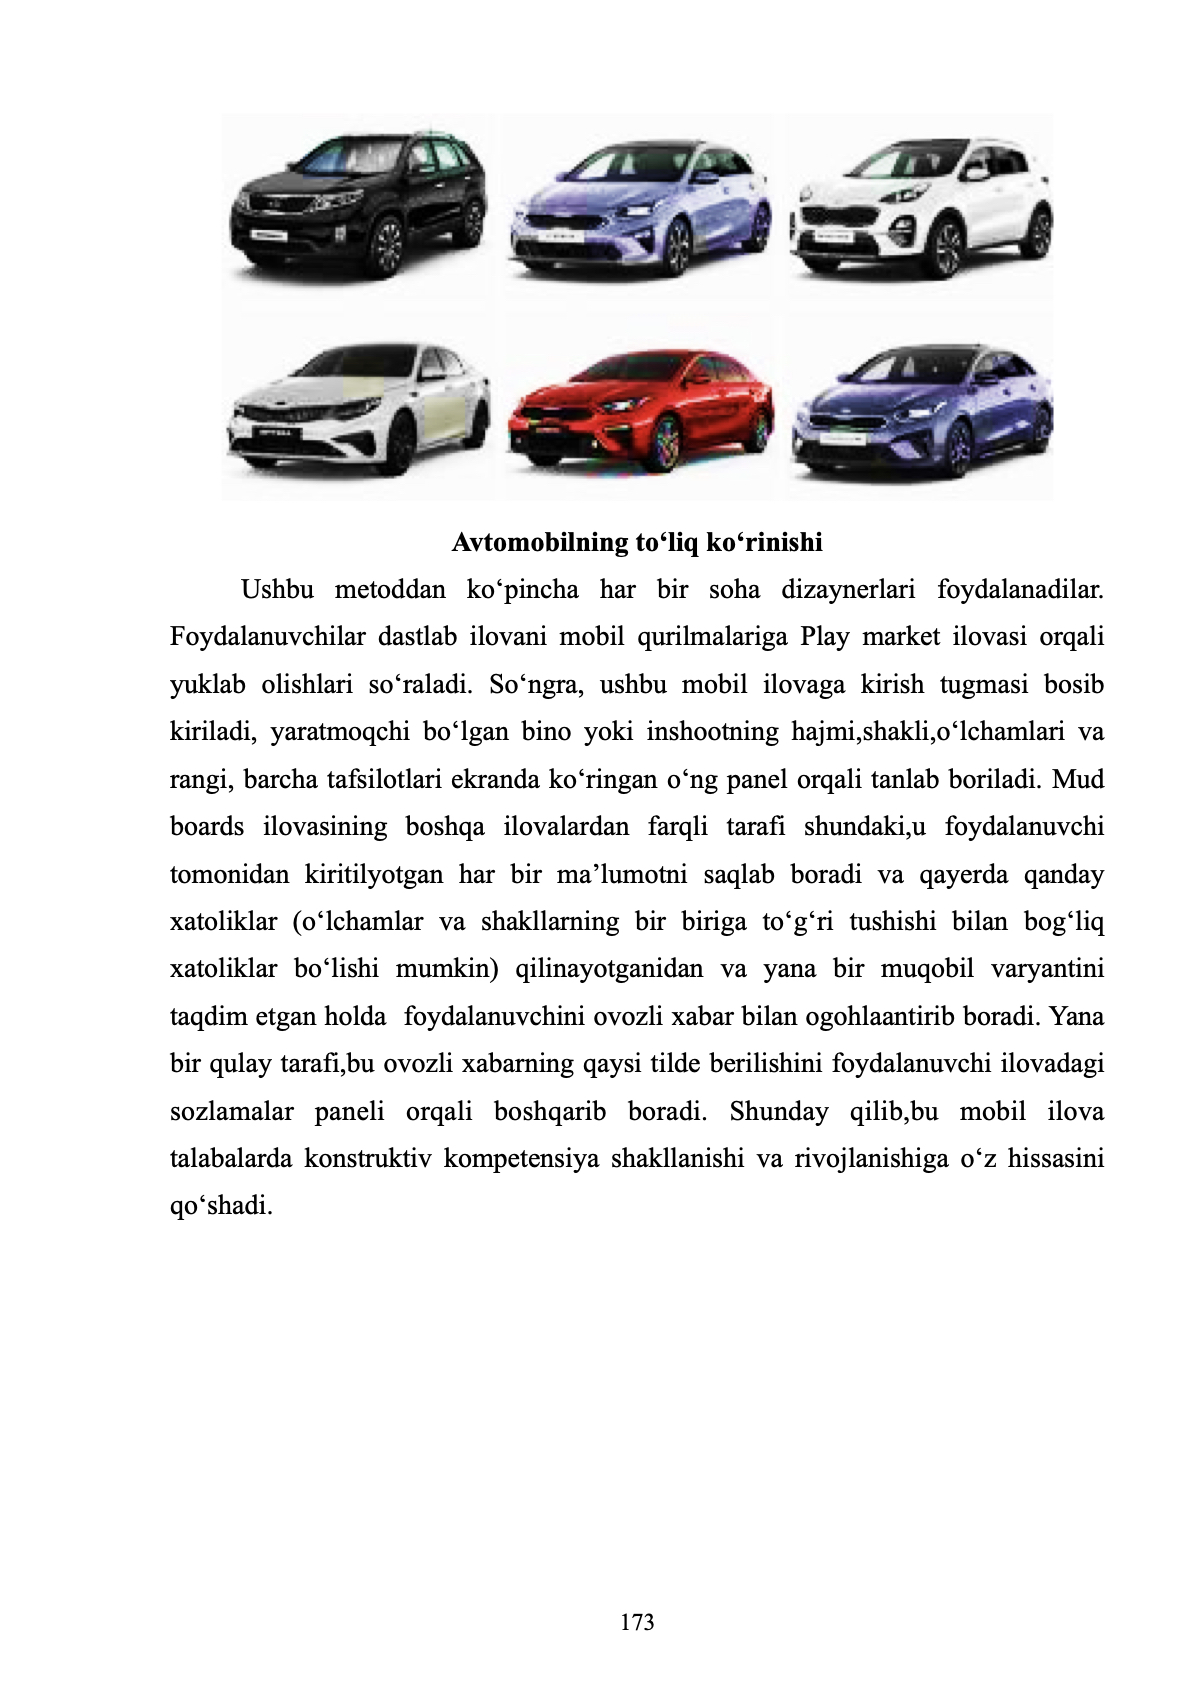 Avtomobilning to‘liq ko‘rinishi
Ushbu metoddan ko‘pincha har bir soha dizaynerlari foydalanadilar.
Foydalanuvchilar dastlab ilovani mobil qurilmalariga Play market ilovasi orqali
yuklab olishlari so‘raladi. So‘ngra, ushbu mobil ilovaga kirish tugmasi bosib
kiriladi, yaratmoqchi bo‘lgan bino yoki inshootning hajmi,shakli,o‘lchamlari va
rangi, barcha tafsilotlari ekranda ko‘ringan o‘ng panel orqali tanlab boriladi. Mud
boards ilovasining boshqa ilovalardan farqli tarafi shundaki,u foydalanuvchi
tomonidan kiritilyotgan har bir ma’lumotni saqlab boradi va qayerda qanday
xatoliklar (o‘lchamlar va shakllarning bir biriga to‘g‘ri tushishi bilan bog‘liq
xatoliklar bo‘lishi mumkin) qilinayotganidan va yana bir muqobil varyantini
taqdim etgan holda foydalanuvchini ovozli xabar bilan ogohlaantirib boradi. Yana
bir qulay tarafi,bu ovozli xabarning qaysi tilde berilishini foydalanuvchi ilovadagi
sozlamalar paneli orqali boshqarib boradi. Shunday qilib,bu mobil ilova
talabalarda konstruktiv kompetensiya shakllanishi va rivojlanishiga o‘z hissasini
qo‘shadi.
173